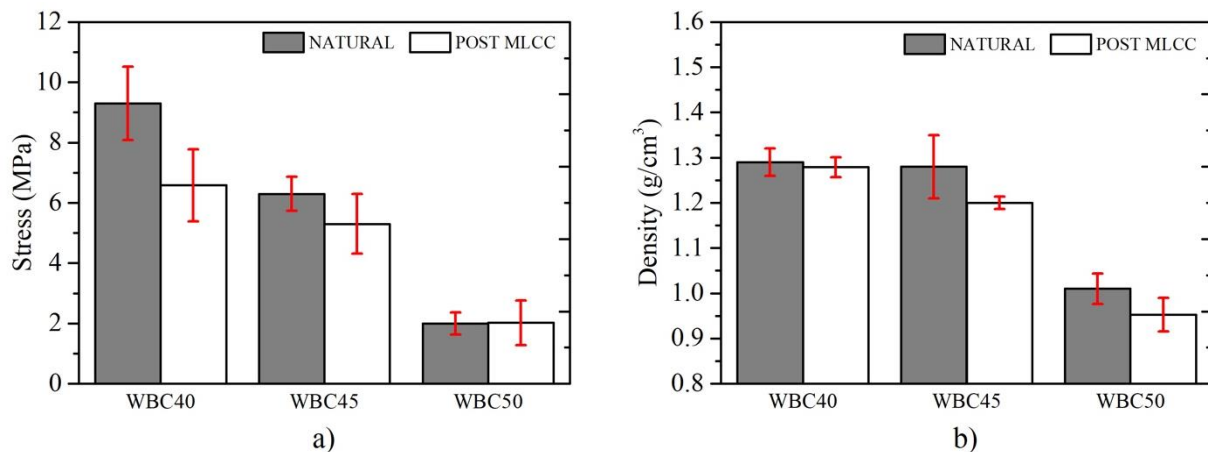 12
10
8
6
4
2
0
Stress (MPa)
NATURAL POST MLCC
WBC40 WBC45 WBC50
a)
1.6
1.5
1.4
1.3
1.2
1.1
1.0
0.9
0.8
Density (g/cm³)
NATURAL POST MLCC
WBC40 WBC45 WBC50
b)